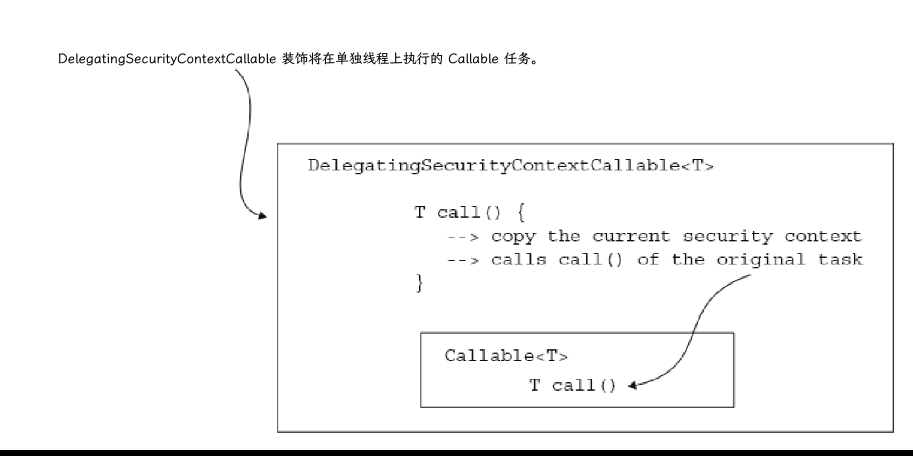 DelegatingSecurityContextCallable 装饰将在单独线程上执行的 Callable 任务。
DelegatingSecurityContextCallable<T>
T call() {
--> copy the current security context
--> calls call() of the original task
}
Callable<T>
T call()